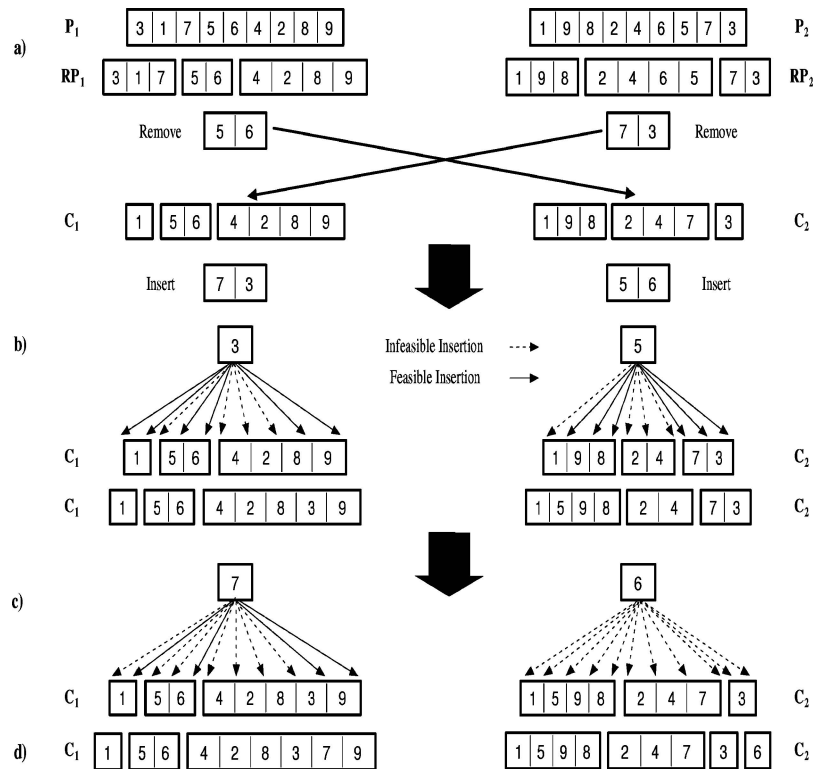 P1 3 1 7 5 6 4 2 8 9 1 9 8 2 4 6 5 7 3 P2
a)
RP1 3 1 7 5 6 4 2 8 9 1 9 8 2 4 6 5 7 3 RP2
Remove 5 6 7 3 Remove
C1 1 5 6 4 2 8 9 1 9 8 2 4 7 3 C2
Insert 7 3 5 6 Insert
b) 3 Infeasible Insertion 5
Feasible Insertion
C1 1 5 6 4 2 8 9 1 9 8 2 4 7 3 C2
C1 1 5 6 4 2 8 3 9 1 5 9 8 2 4 7 3 C2
c) 7 6
C1 1 5 6 4 2 8 3 9 1 5 9 8 2 4 7 3 C2
d) C1 1 5 6 4 2 8 3 7 9 1 5 9 8 2 4 7 3 6 C2